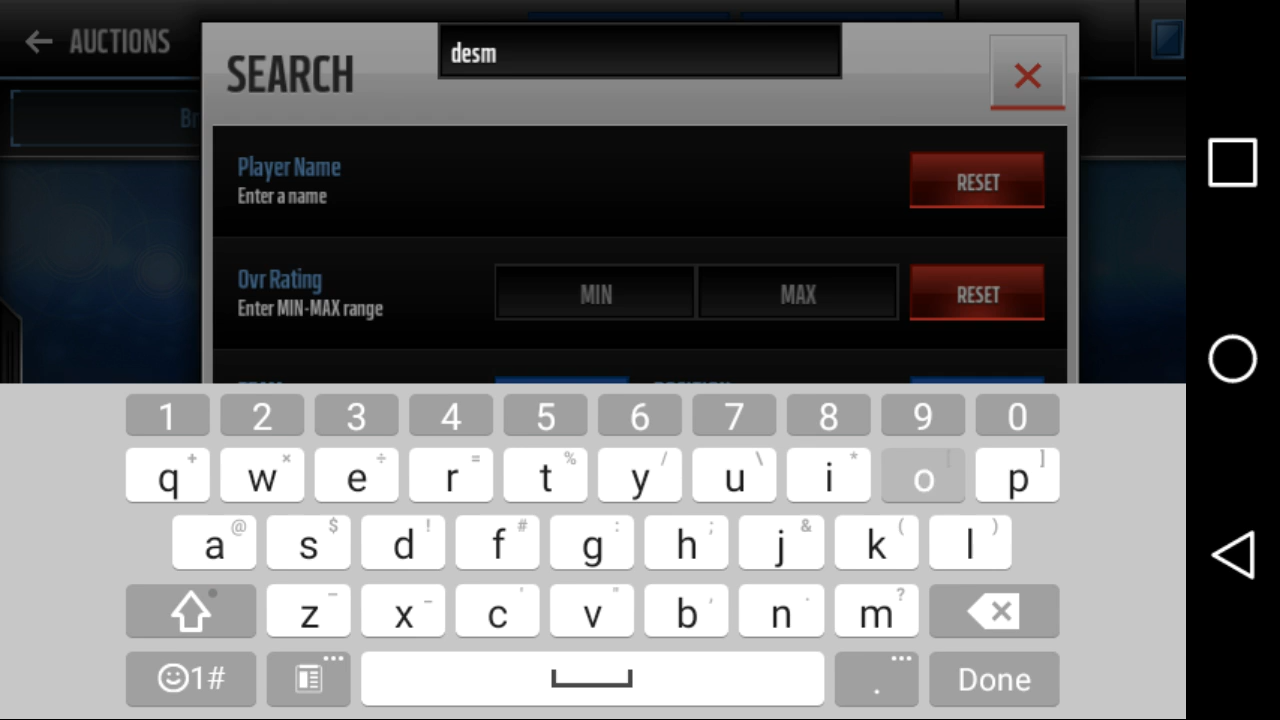 AUCTIONS
SEARCH
desm
Br
Player Name
Enter a name
RESET
Ovr Rating
Enter MIN-MAX range
MIN
MAX
RESET
1 2 3 4 5 6 7 8 9 0
q + w × e ÷ r = t % y / u \ i * o [ p ]
a @ s $ d ! f # g : h ; j & k ( l )
z - x _ c ' v " b , n . m ?
1# . Done